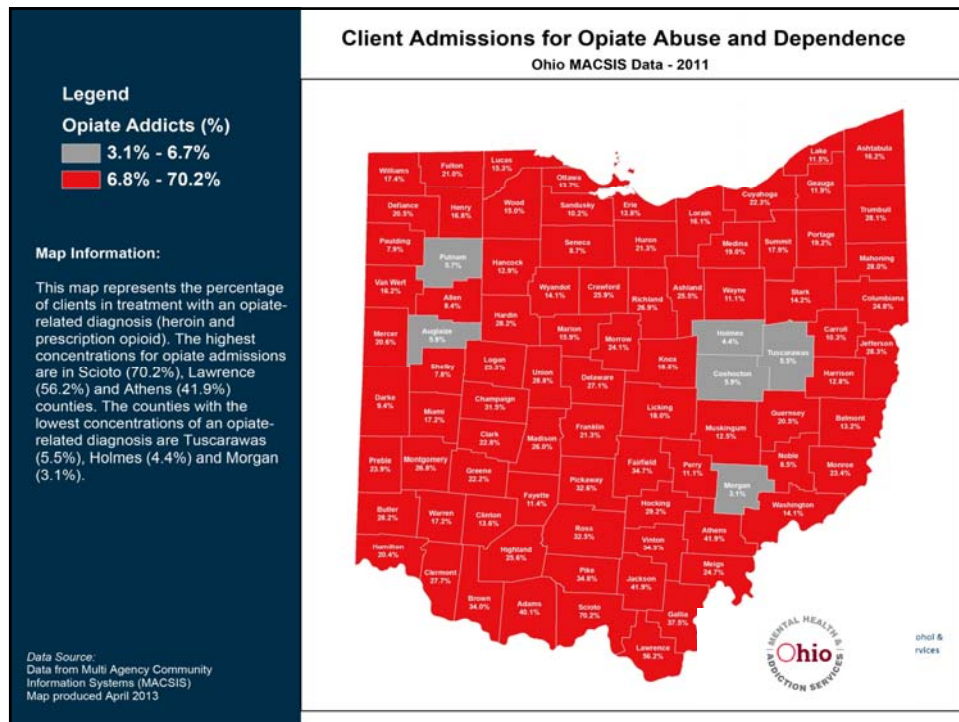 Client Admissions for Opiate Abuse and Dependence
Ohio MACSIS Data - 2011
Legend
Opiate Addicts (%)
3.1% - 6.7%
6.8% - 70.2%
Map Information:
This map represents the percentage
of clients in treatment with an opiate-
related diagnosis (heroin and
prescription opioid). The highest
concentrations for opiate admissions
are in Scioto (70.2%), Lawrence
(56.2%) and Athens (41.9%)
counties. The counties with the
lowest concentrations of an opiate-
related diagnosis are Tuscarawas
(5.5%), Holmes (4.4%) and Morgan
(3.1%).
Data Source:
Data from Multi Agency Community
Information Systems (MACSIS)
Map produced April 2013
Williams
17.4%
Fulton
21.0%
Lucas
15.3%
Ottawa
Lake
11.5%
Ashtabula
16.2%
Geauga
11.9%
Cuyahoga
22.3%
Defiance
20.5%
Henry
16.8%
Wood
15.0%
Sandusky
10.2%
Erie
13.8%
Lorain
16.1%
Trumbull
28.1%
Paulding
7.9%
Putnam
5.7%
Hancock
12.9%
Seneca
Huron
21.3%
Medina
Summit
17.9%
Portage
19.2%
Mahoning
28.0%
Van Wert
16.2%
Allen
8.4%
Wyandot
14.1%
Crawford
25.9%
Richland
26.9%
Ashland
Wayne
11.1%
Stark
14.2%
Columbiana
24.8%
Mercer
20.6%
Auglaize
Hardin
28.2%
Marion
15.9%
Morrow
24.1%
Holmes
4.4%
Tuscarawas
5.5%
Carroll
Jefferson
28.3%
Shelby
7.8%
Logan
Union
28.8%
Delaware
27.1%
Knox
Coshocton
5.9%
Harrison
12.8%
Darke
Miami
17.2%
Champaign
31.5%
Licking
18.0%
Guernsey
20.5%
Belmont
13.2%
Clark
22.8%
Madison
26.0%
Franklin
21.3%
Muskingum
12.5%
Noble
Monroe
23.4%
Preble
23.9%
Montgomery
26.8%
Greene
22.2%
Fairfield
34.7%
Perry
11.1%
Morgan
3.1%
Pickaway
32.6%
Fayette
11.4%
Hocking
29.2%
Washington
14.1%
Butler
28.2%
Warren
17.2%
Clinton
13.6%
Ross
32.5%
Vinton
Athens
41.9%
Hamilton
20.4%
Highland
25.6%
Meigs
24.7%
Clermont
27.7%
Pike
34.8%
Jackson
41.9%
Brown
34.0%
Adams
40.1%
Scioto
70.2%
Gallia
37.5%
Lawrence
56.2%
MENTAL HEALTH &
Ohio
ADDICTION SERVICES
ohol &
rvices